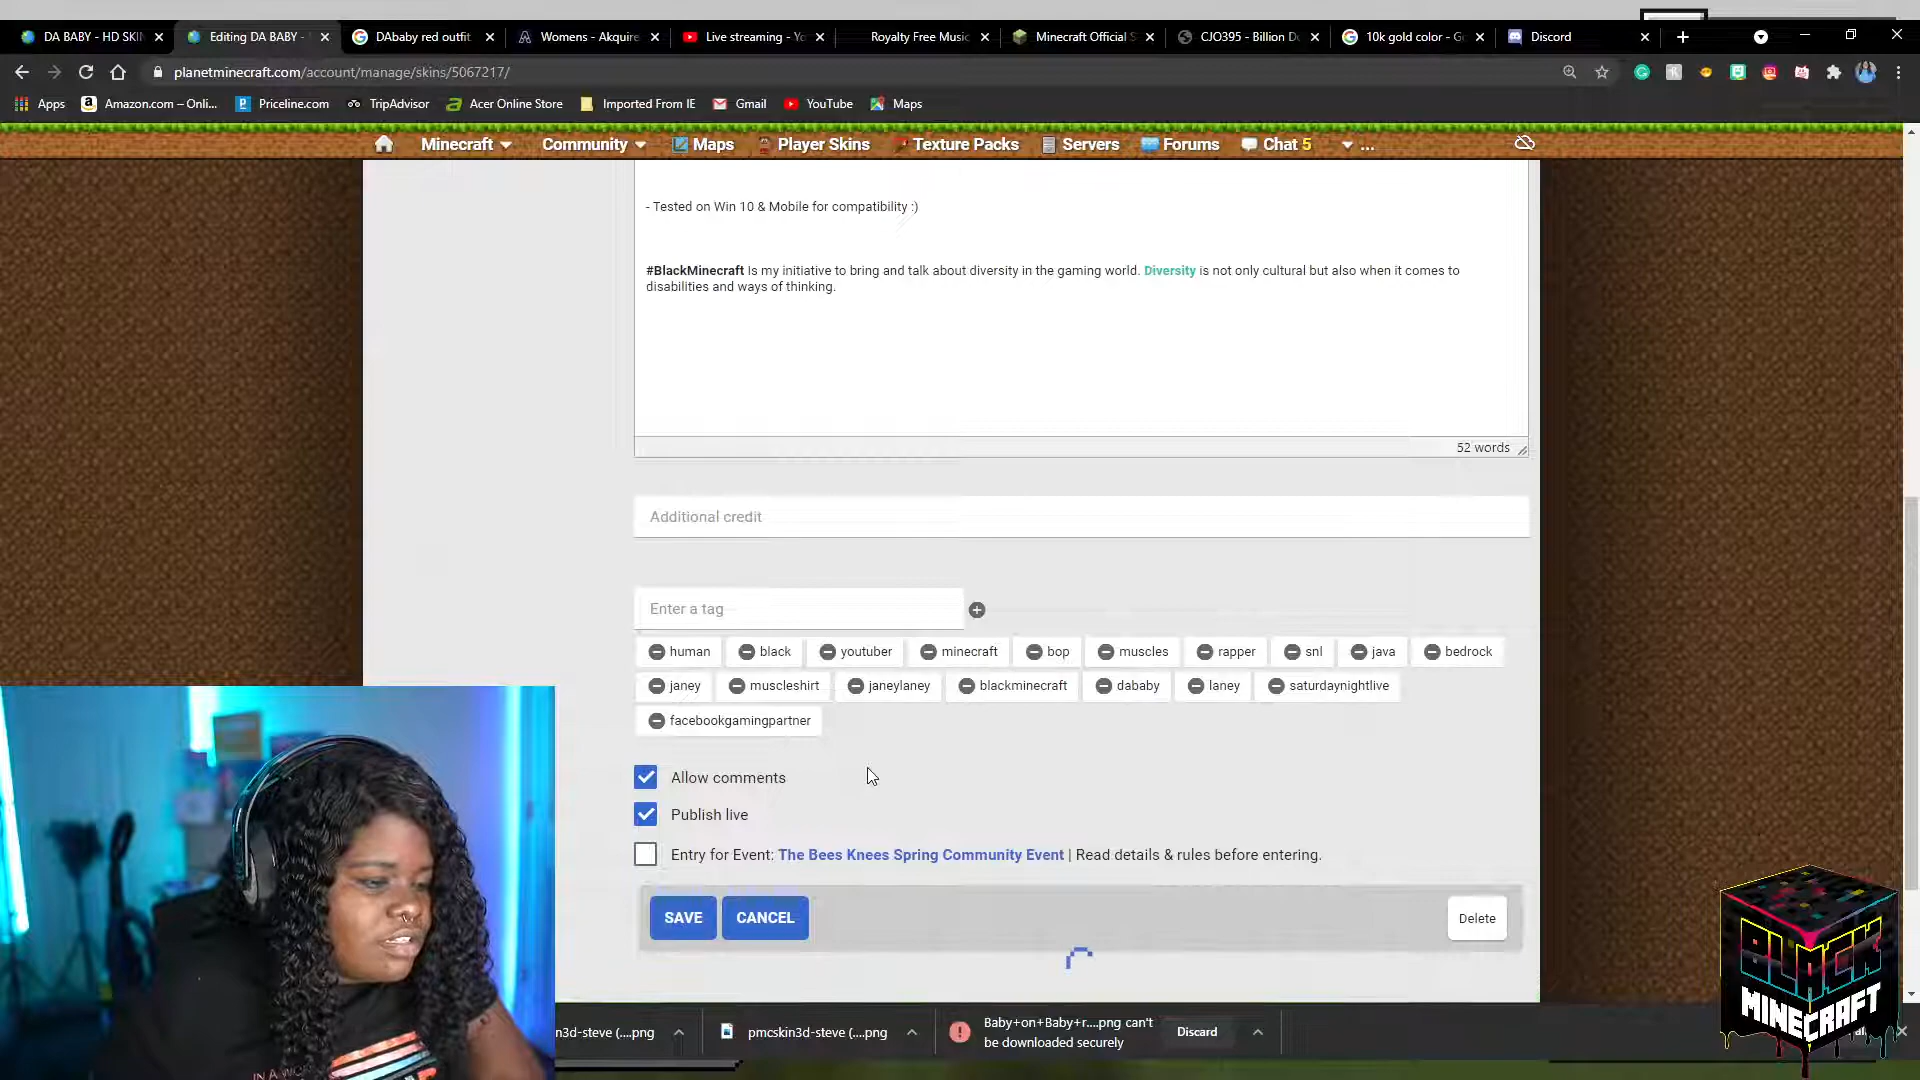 DA BABY - HD SKI
Editing DA BABY -
DAbaby red outfit
Womens - Akquire
Live streaming - Yo
Royalty Free Music
Minecraft Official S
CJO395 - Billion Du
10k gold color - Go
Discord
planetminecraft.com/account/manage/skins/5067217/
Apps
Amazon.com – Onli...
Priceline.com
TripAdvisor
Acer Online Store
Imported From IE
Gmail
YouTube
Maps
Minecraft
Community
Maps
Player Skins
Texture Packs
Servers
Forums
Chat 5
...
- Tested on Win 10 & Mobile for compatibility :)
#BlackMinecraft Is my initiative to bring and talk about diversity in the gaming world. Diversity is not only cultural but also when it comes to
disabilities and ways of thinking.
52 words
Additional credit
Enter a tag
human black youtuber minecraft bop muscles rapper snl java bedrock
janey muscleshirt janeylaney blackminecraft dababy laney saturdaynightlive
facebookgamingpartner
Allow comments
Publish live
Entry for Event: The Bees Knees Spring Community Event | Read details & rules before entering.
SAVE
CANCEL
Delete
n3d-steve (....png
pmcskin3d-steve (....png
Baby+on+Baby+r....png can't
be downloaded securely
Discard
BLACK
MINECRAFT